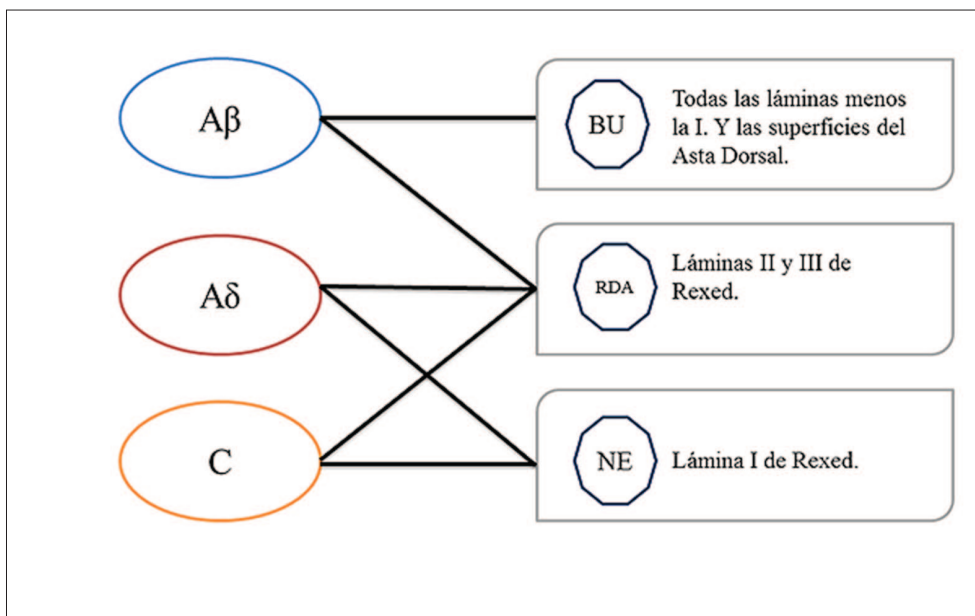 Aβ
BU
Todas las láminas menos
la I. Y las superficies del
Asta Dorsal.
Aδ
RDA
Láminas II y III de
Rexed.
C
NE
Lámina I de Rexed.